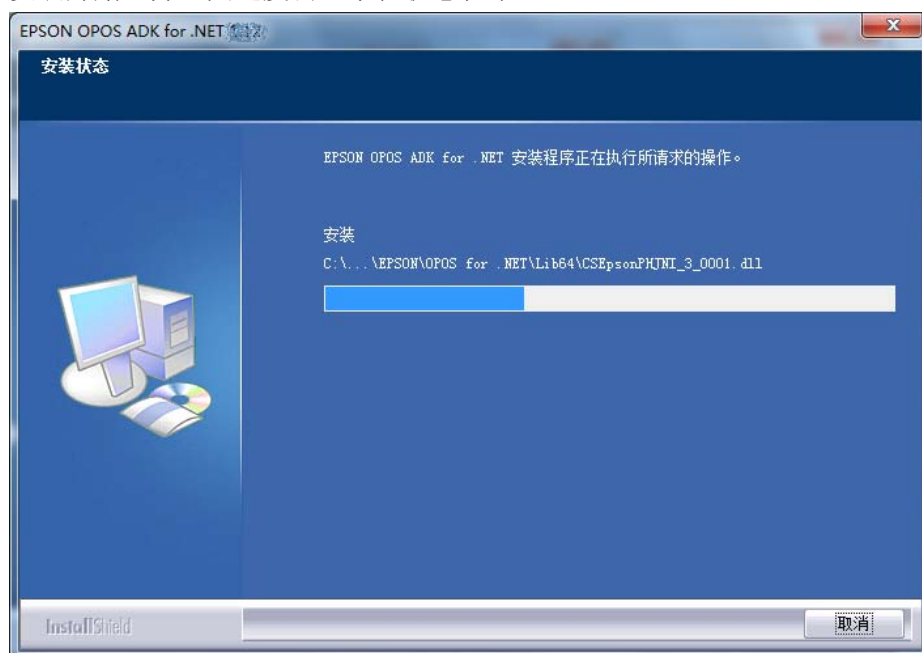 EPSON OPOS ADK for .NET
安装状态
EPSON OPOS ADK for .NET 安装程序正在执行所请求的操作。
安装
C:\...\EPSON\OPOS for .NET\Lib64\CSEpsonPHJNI_3_0001.dll
InstallShield
取消